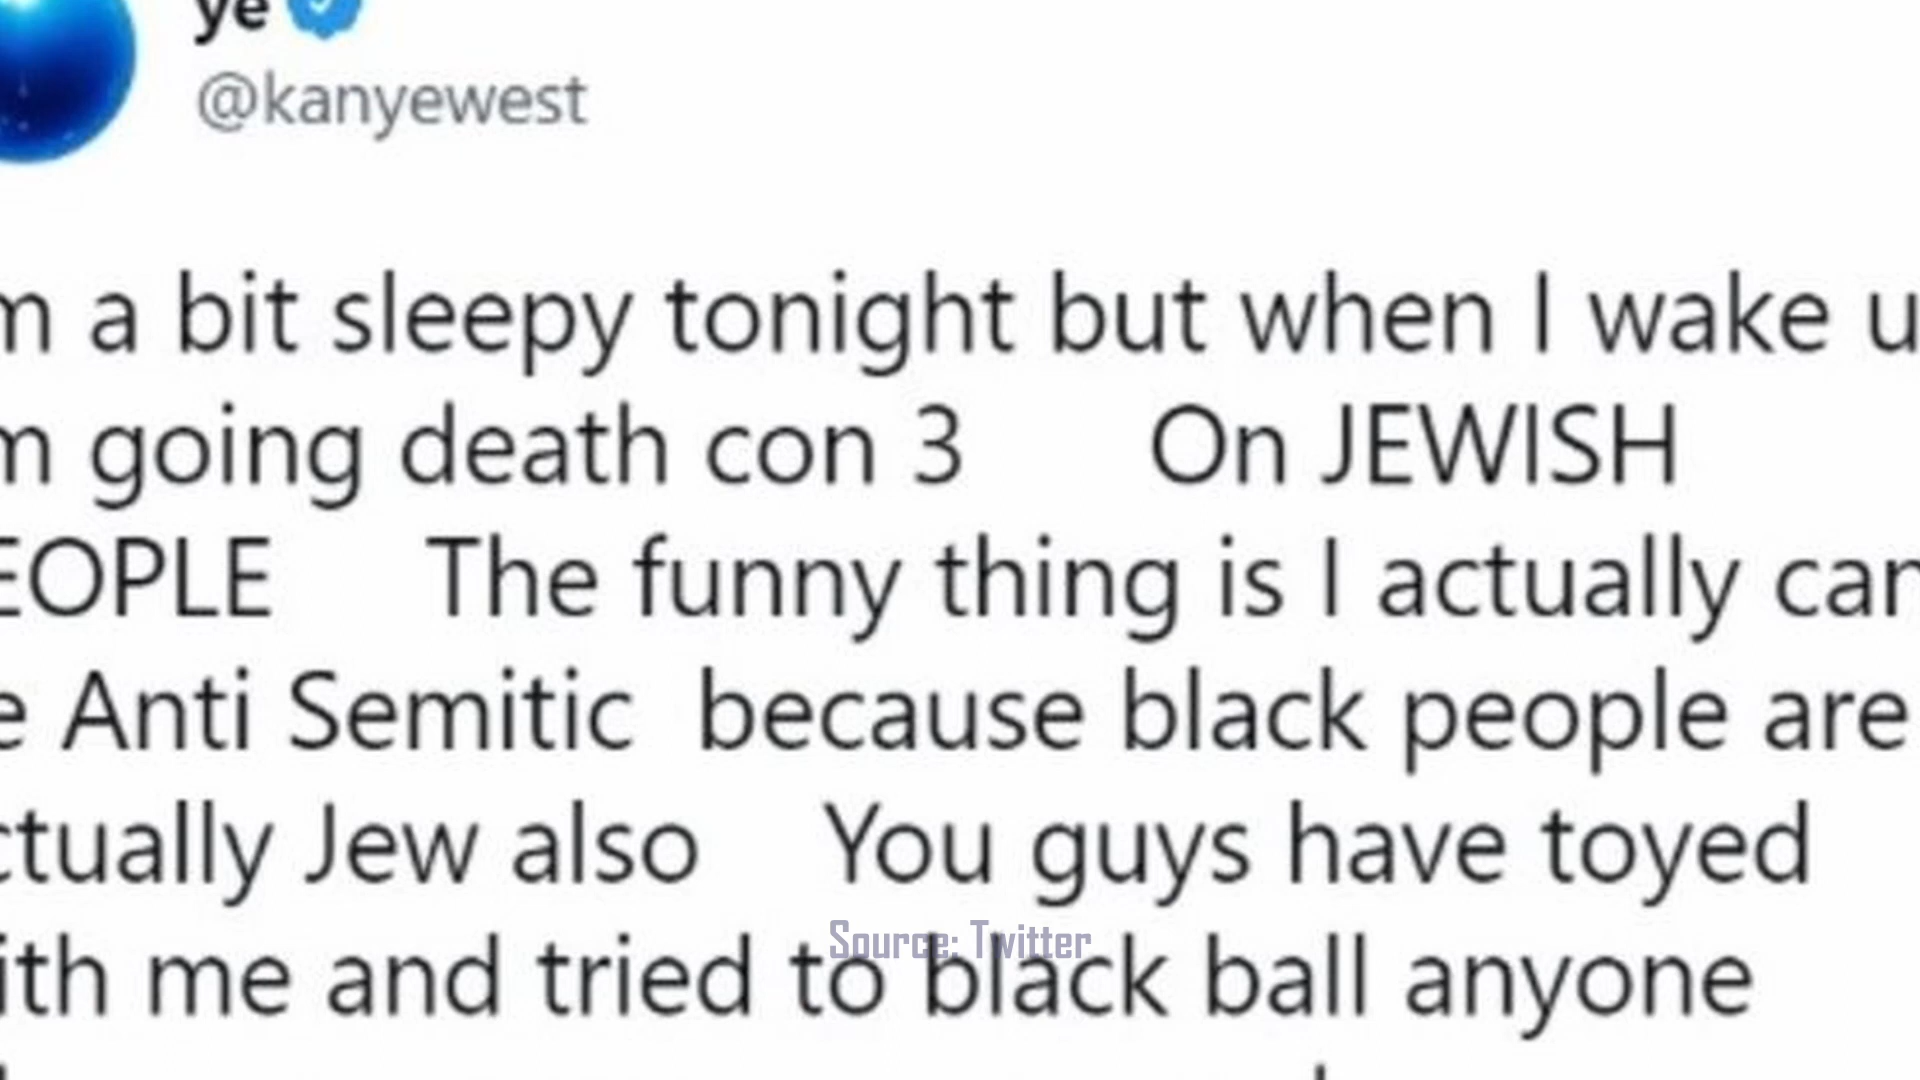 ye
@kanyewest
m a bit sleepy tonight but when I wake u
m going death con 3 On JEWISH
EOPLE The funny thing is I actually can
e Anti Semitic because black people are
ctually Jew also You guys have toyed
ith me and tried to black ball anyone
Source: Twitter